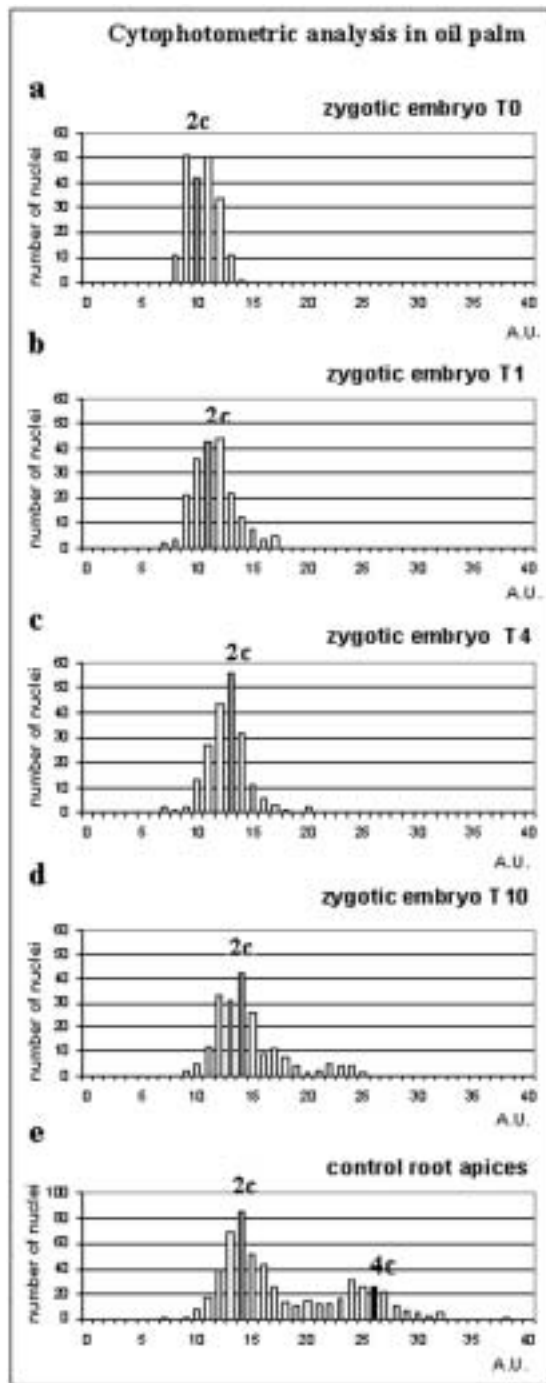 Cytophotometric analysis in oil palm
a
zygotic embryo T0
2c
number of nuclei
60
50
40
30
20
10
0
0 5 10 15 20 25 30 35 40
A.U.
b
zygotic embryo T1
2c
number of nuclei
60
50
40
30
20
10
0
0 5 10 15 20 25 30 35 40
A.U.
c
zygotic embryo T4
2c
number of nuclei
60
50
40
30
20
10
0
0 5 10 15 20 25 30 35 40
A.U.
d
zygotic embryo T10
2c
number of nuclei
60
50
40
30
20
10
0
0 5 10 15 20 25 30 35 40
A.U.
e
control root apices
2c
4c
number of nuclei
100
80
60
40
20
0
0 5 10 15 20 25 30 35 40
A.U.